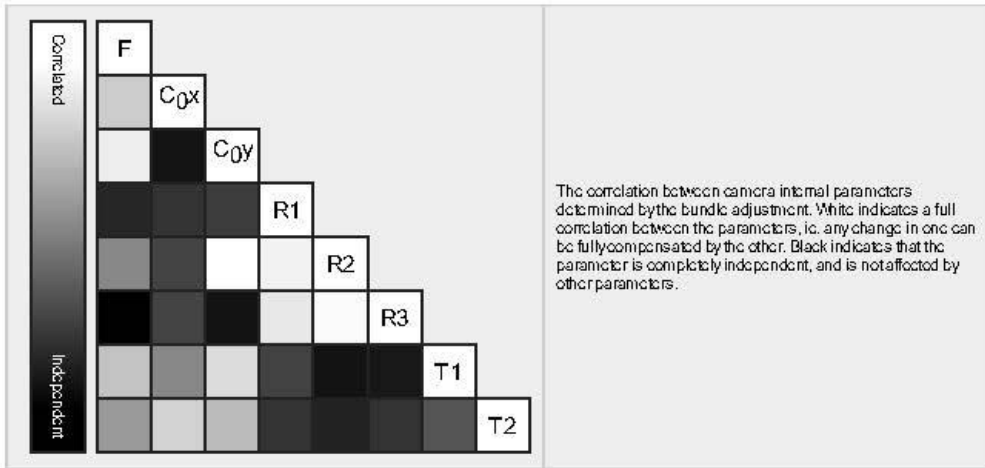 Correlated
Independent
F
C0x
C0y
R1
R2
R3
T1
T2
The correlation between camera internal parameters
determined by the bundle adjustment. White indicates a full
correlation between the parameters, ie. any change in one can
be fully compensated by the other. Black indicates that the
parameter is completely independent, and is not affected by
other parameters.